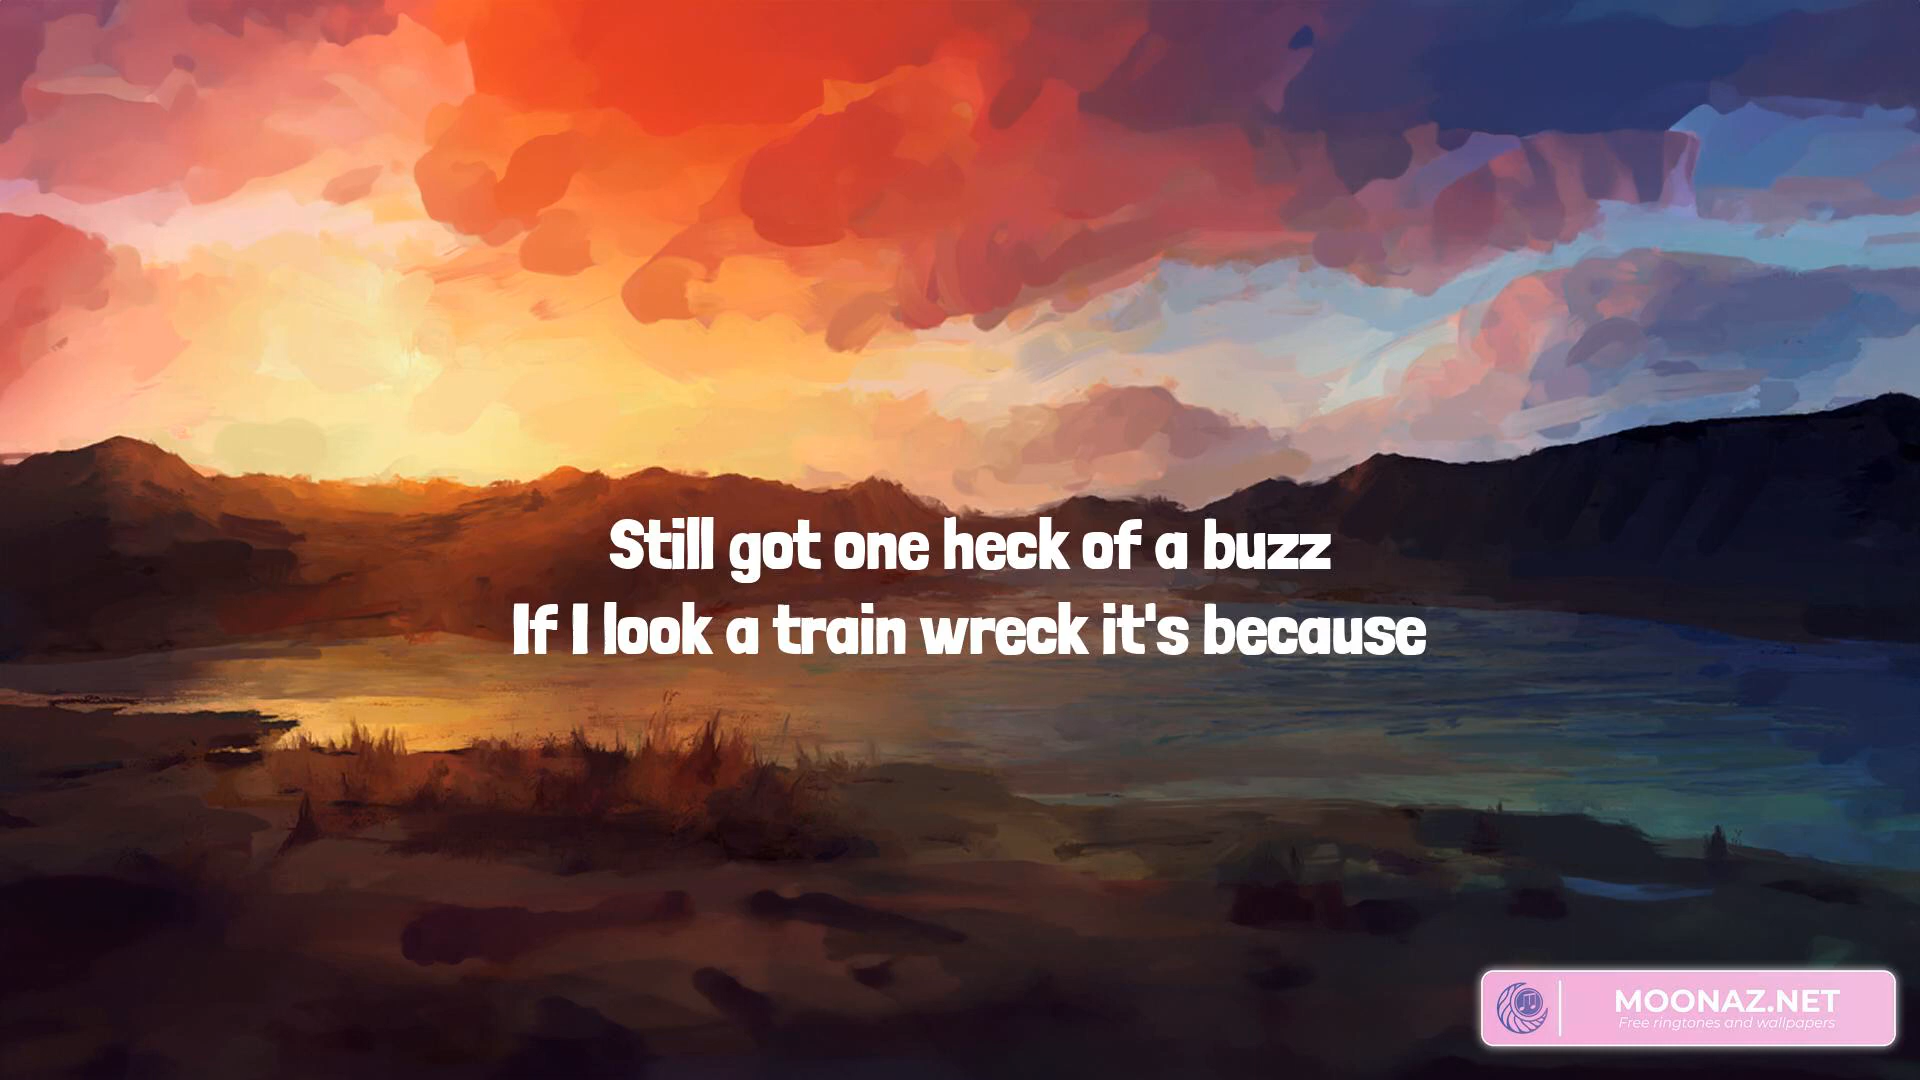 Still got one heck of a buzz
If I look a train wreck it's because
MOONAZ.NET
Free ringtones and wallpapers